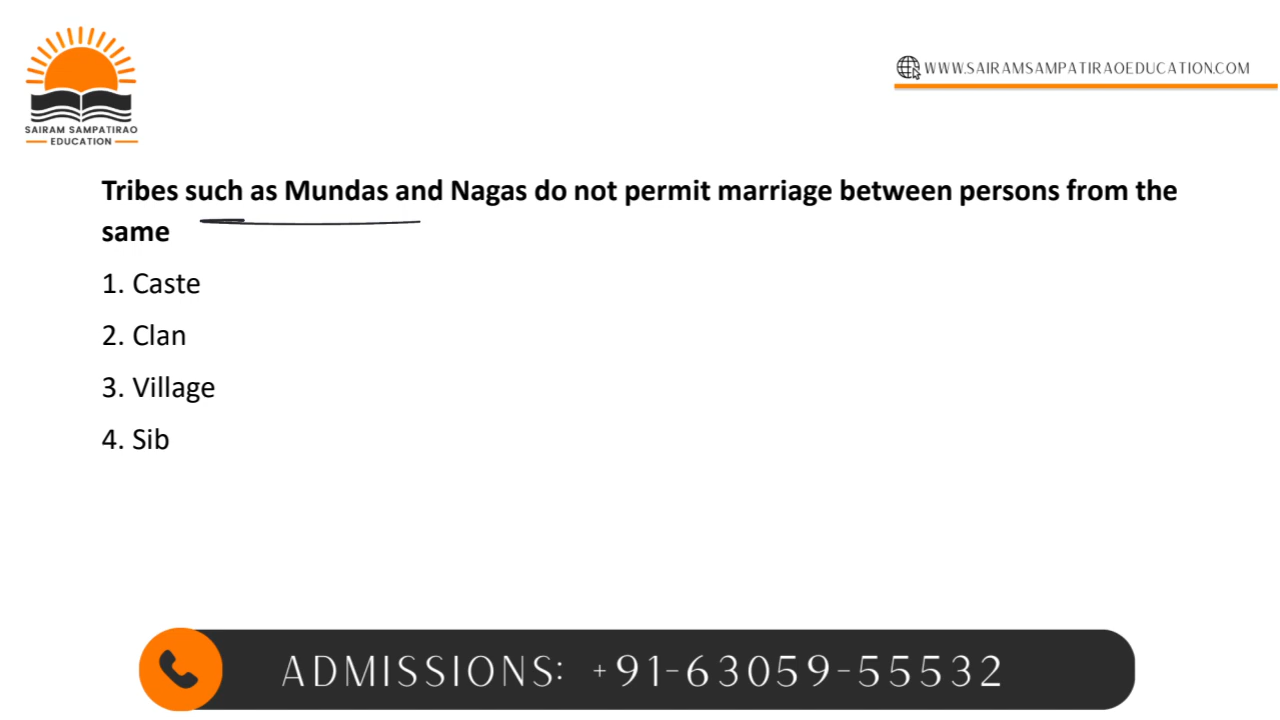 SAIRAM SAMPATIRAO
EDUCATION
WWW.SAIRAMSAMPATIRAOEDUCATION.COM
Tribes such as Mundas and Nagas do not permit marriage between persons from the
same
1. Caste
2. Clan
3. Village
4. Sib
ADMISSIONS: +91-63059-55532